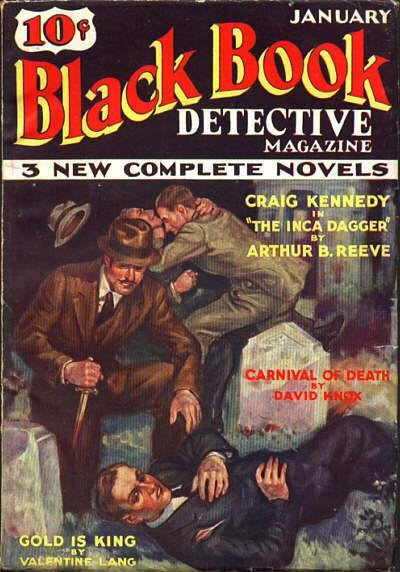 10¢
JANUARY
Black Book
DETECTIVE
MAGAZINE
3 NEW COMPLETE NOVELS
CRAIG KENNEDY
IN
"THE INCA DAGGER"
BY
ARTHUR B. REEVE
CARNIVAL OF DEATH
BY
DAVID KNOX
GOLD IS KING
BY
VALENTINE LANG